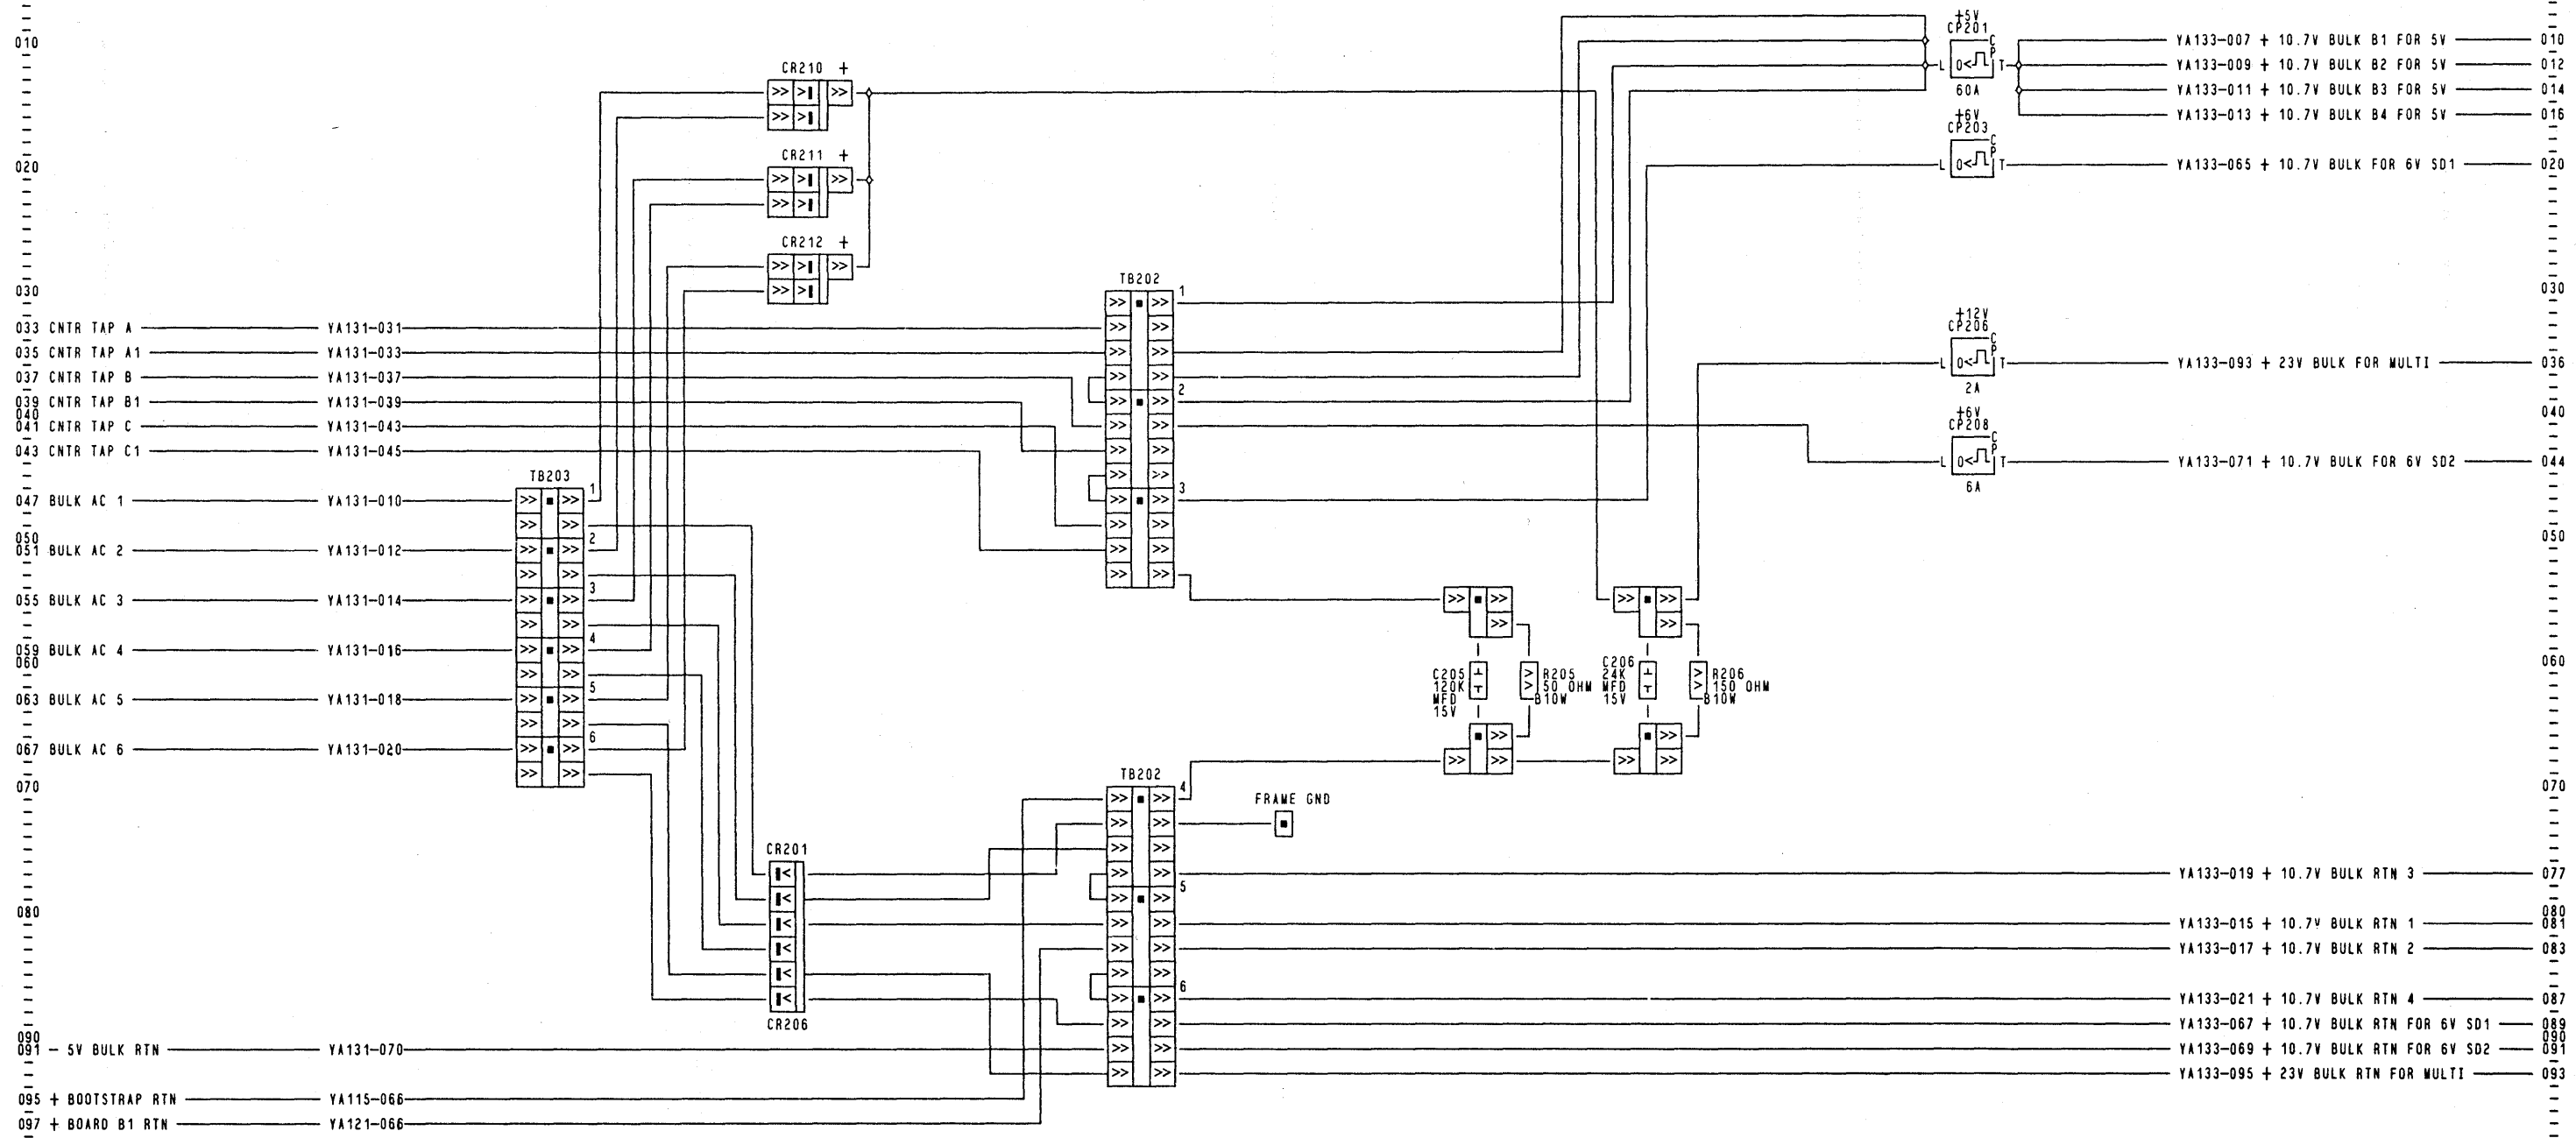 010
020
030
033 CNTR TAP A YA131-031
035 CNTR TAP A1 YA131-033
037 CNTR TAP B YA131-037
039 CNTR TAP B1 YA131-039
040
041 CNTR TAP C YA131-043
043 CNTR TAP C1 YA131-045
047 BULK AC 1 YA131-010
050
051 BULK AC 2 YA131-012
055 BULK AC 3 YA131-014
059 BULK AC 4 YA131-016
060
063 BULK AC 5 YA131-018
067 BULK AC 6 YA131-020
070
080
090
091 - 5V BULK RTN YA131-070
095 + BOOTSTRAP RTN YA115-066
097 + BOARD B1 RTN YA121-066
TB203
1
2
3
4
5
6
CR210 +
CR211 +
CR212 +
CR201
CR206
TB202
1
2
3
TB202
4
5
6
FRAME GND
C205
120K
MFD
15V
R205
50 OHM
B10W
C206
24K
MFD
15V
R206
150 OHM
B10W
+5V
CP201
L O T
C
P
60A
+6V
CP203
L O T
C
P
+12V
CP206
L O T
C
P
2A
+6V
CP208
L O T
C
P
6A
YA133-007 + 10.7V BULK B1 FOR 5V 010
YA133-009 + 10.7V BULK B2 FOR 5V 012
YA133-011 + 10.7V BULK B3 FOR 5V 014
YA133-013 + 10.7V BULK B4 FOR 5V 016
YA133-065 + 10.7V BULK FOR 6V SD1 020
030
YA133-093 + 23V BULK FOR MULTI 036
040
YA133-071 + 10.7V BULK FOR 6V SD2 044
050
060
070
YA133-019 + 10.7V BULK RTN 3 077
080
YA133-015 + 10.7V BULK RTN 1 081
YA133-017 + 10.7V BULK RTN 2 083
YA133-021 + 10.7V BULK RTN 4 087
YA133-067 + 10.7V BULK RTN FOR 6V SD1 089
090
YA133-069 + 10.7V BULK RTN FOR 6V SD2 091
YA133-095 + 23V BULK RTN FOR MULTI 093